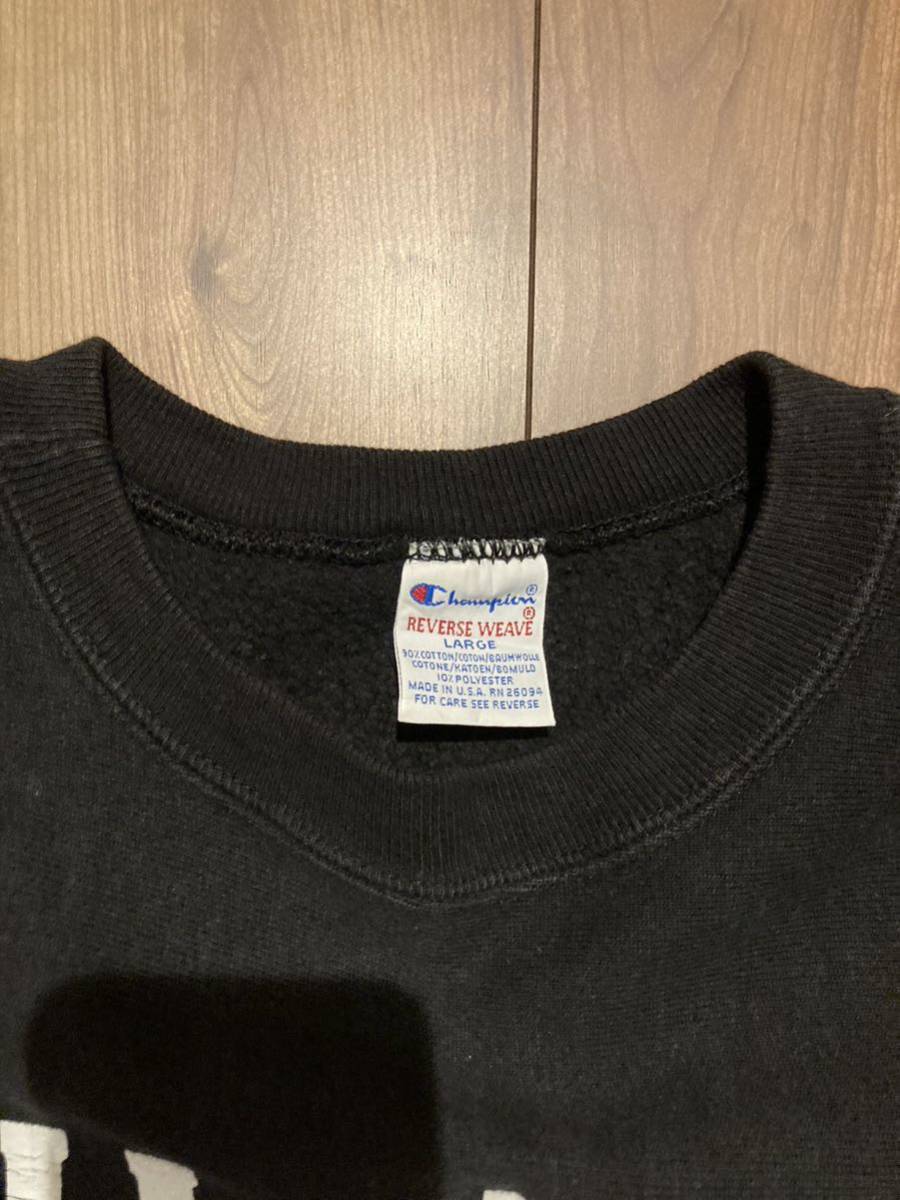 Champion®
REVERSE WEAVE®
LARGE
90% COTTON/COTON/BAUMWOLLE
COTONE/KATOEN/BOMULD
10% POLYESTER
MADE IN U.S.A. RN 26094
FOR CARE SEE REVERSE